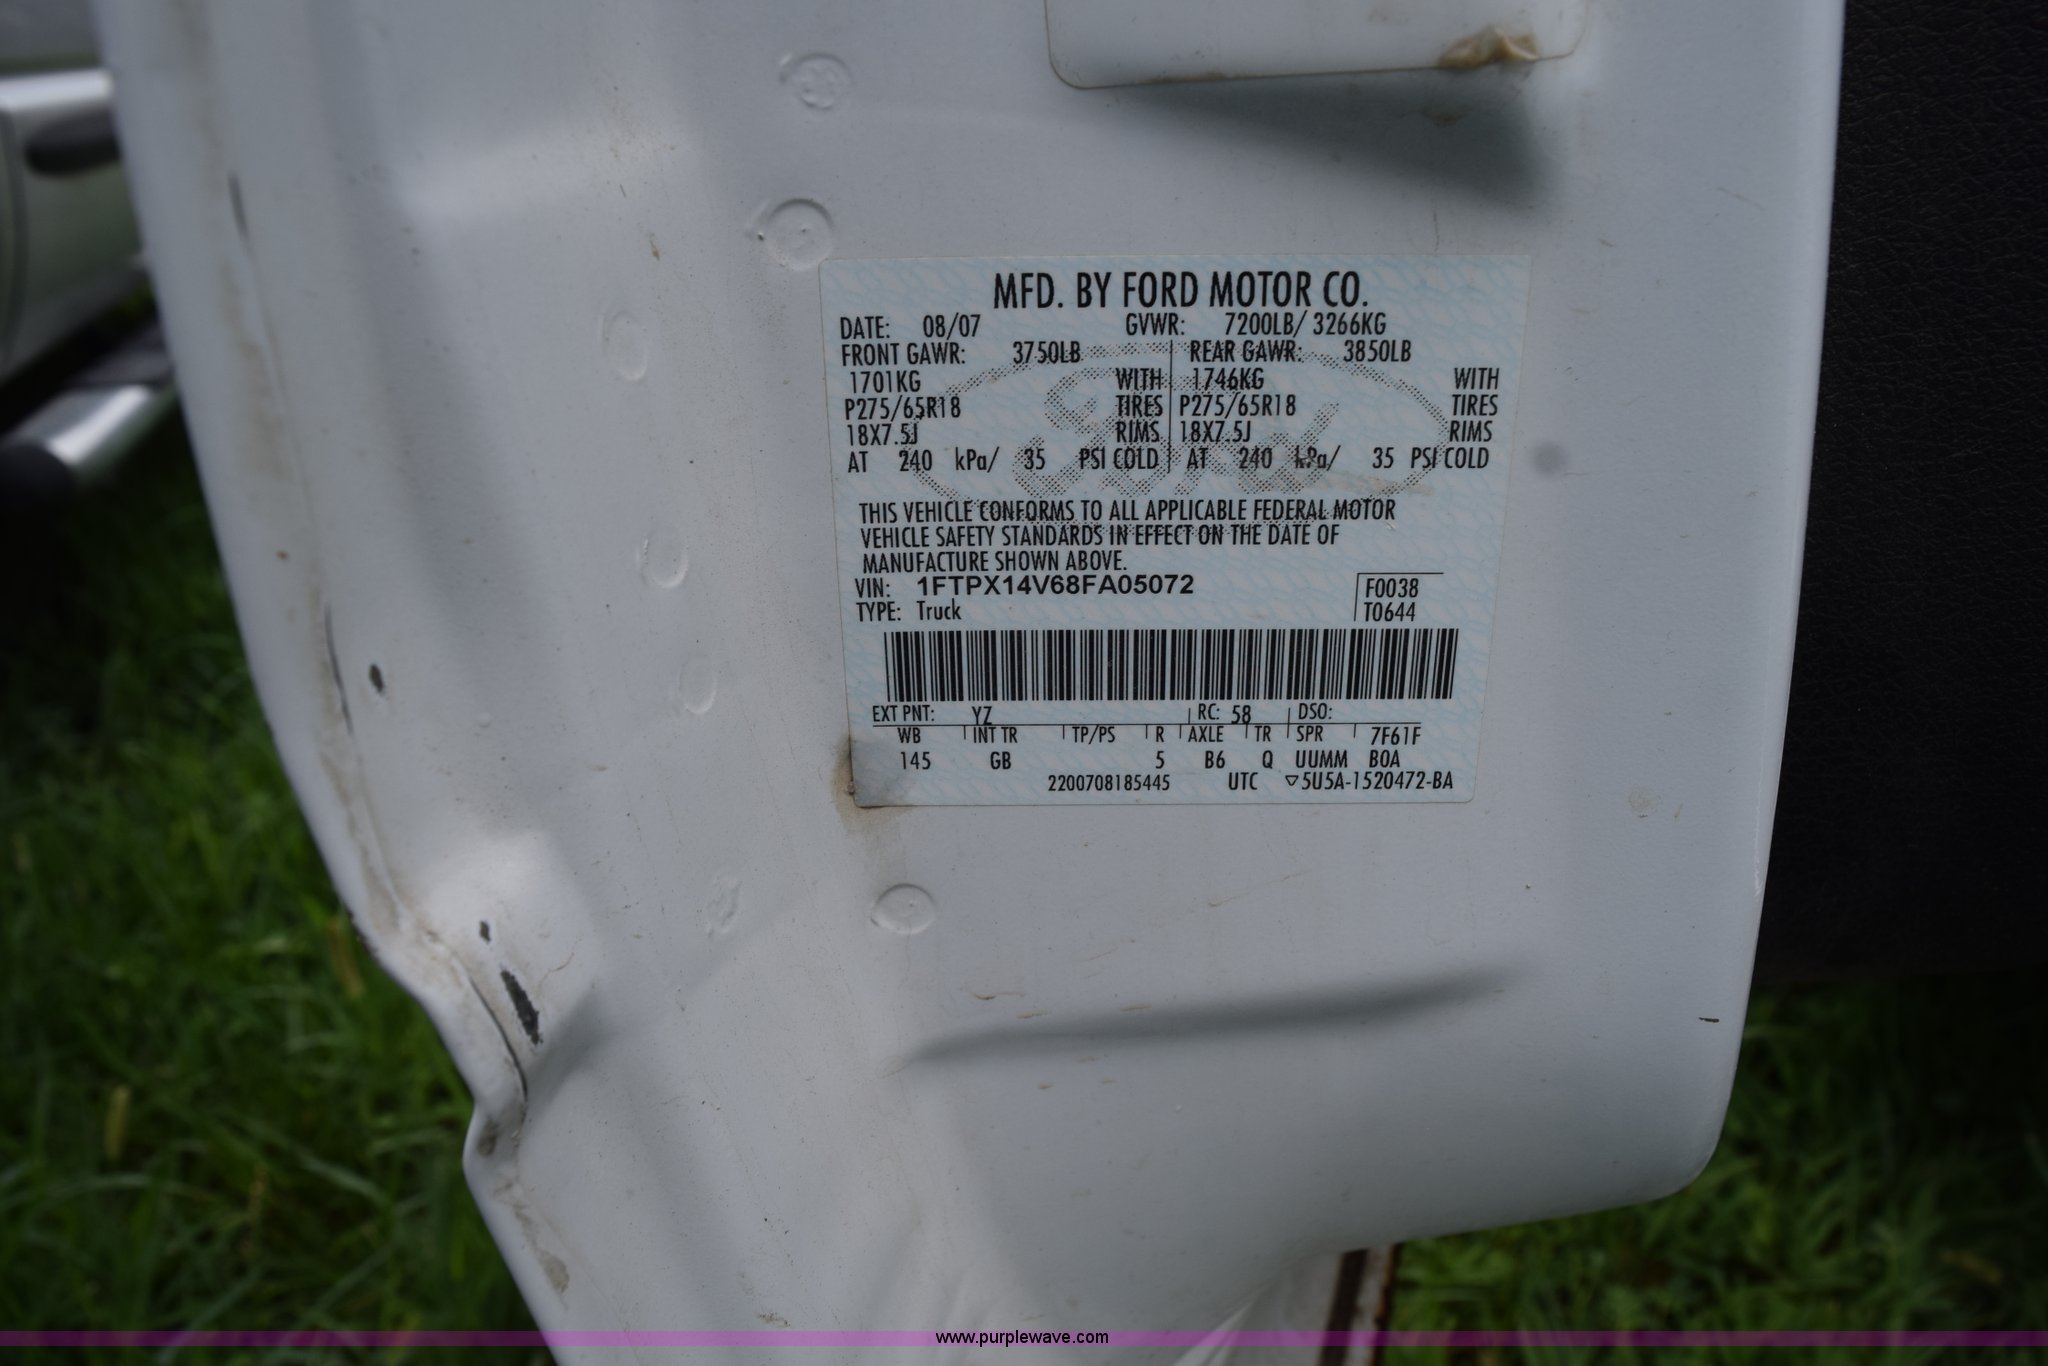 MFD. BY FORD MOTOR CO.
DATE: 08/07 GVWR: 7200LB/ 3266KG
FRONT GAWR: 3750LB REAR GAWR: 3850LB
1701KG WITH 1746KG WITH
P275/65R18 TIRES P275/65R18 TIRES
18X7.5J RIMS 18X7.5J RIMS
AT 240 kPa/ 35 PSI COLD AT 240 kPa/ 35 PSI COLD
Ford
THIS VEHICLE CONFORMS TO ALL APPLICABLE FEDERAL MOTOR
VEHICLE SAFETY STANDARDS IN EFFECT ON THE DATE OF
MANUFACTURE SHOWN ABOVE.
VIN: 1FTPX14V68FA05072 F0038
TYPE: Truck T0644
EXT PNT: YZ RC: 58 DSO:
WB INT TR TP/PS R AXLE TR SPR 7F61F
145 GB 5 B6 Q UUMM BOA
2200708185445 UTC ▽5U5A-1520472-BA
www.purplewave.com